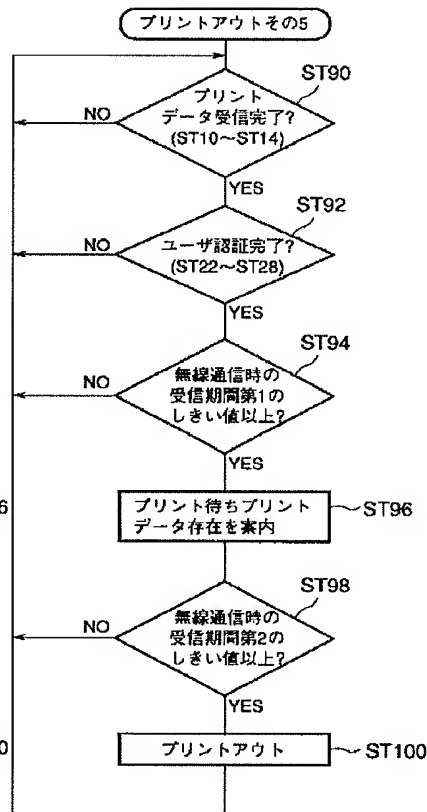 プリントアウトその5
ST90
プリント
データ受信完了?
(ST10～ST14)
NO
YES
ST92
ユーザ認証完了?
(ST22～ST28)
NO
YES
ST94
無線通信時の
受信期間第1の
しきい値以上?
NO
YES
6
プリント待ちプリント
データ存在を案内
ST96
ST98
無線通信時の
受信期間第2の
しきい値以上?
NO
YES
0
プリントアウト
ST100